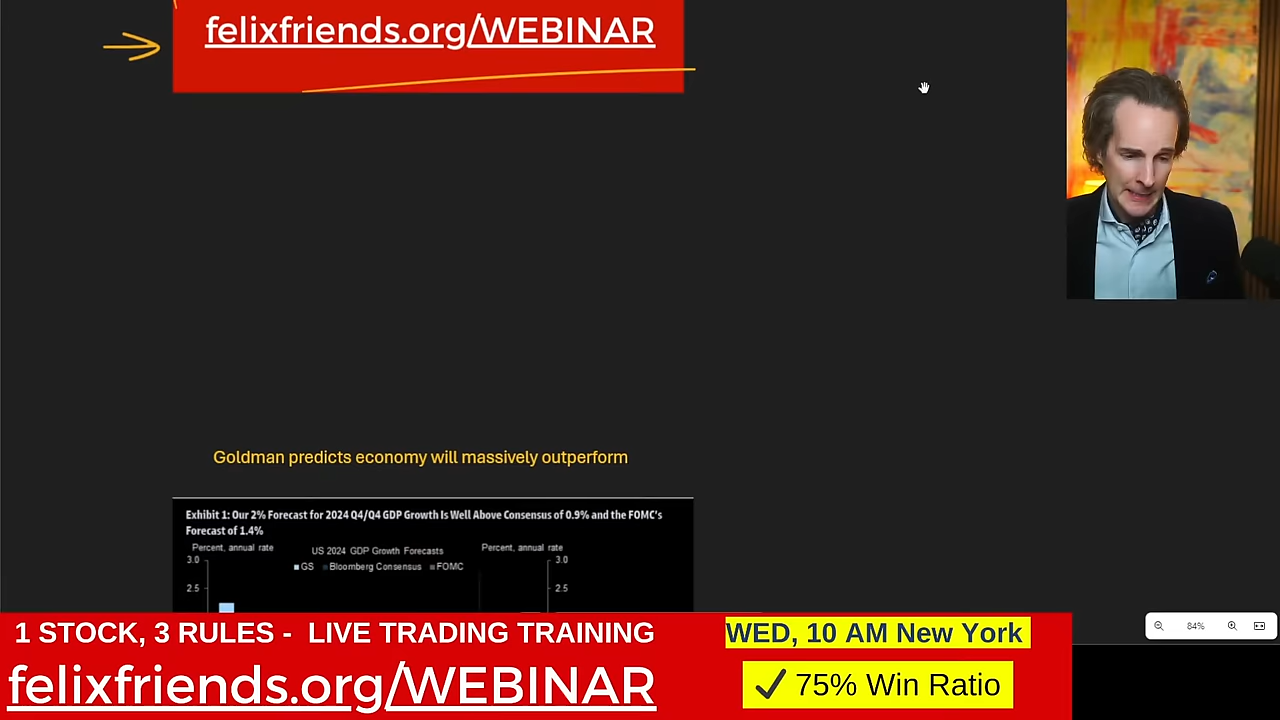 felixfriends.org/WEBINAR
Goldman predicts economy will massively outperform
Exhibit 1: Our 2% Forecast for 2024 Q4/Q4 GDP Growth Is Well Above Consensus of 0.9% and the FOMC's
Forecast of 1.4%
Percent, annual rate
US 2024 GDP Growth Forecasts
Percent, annual rate
3.0
GS
Bloomberg Consensus
FOMC
3.0
2.5
2.5
1 STOCK, 3 RULES - LIVE TRADING TRAINING
WED, 10 AM New York
felixfriends.org/WEBINAR
✓ 75% Win Ratio
84%